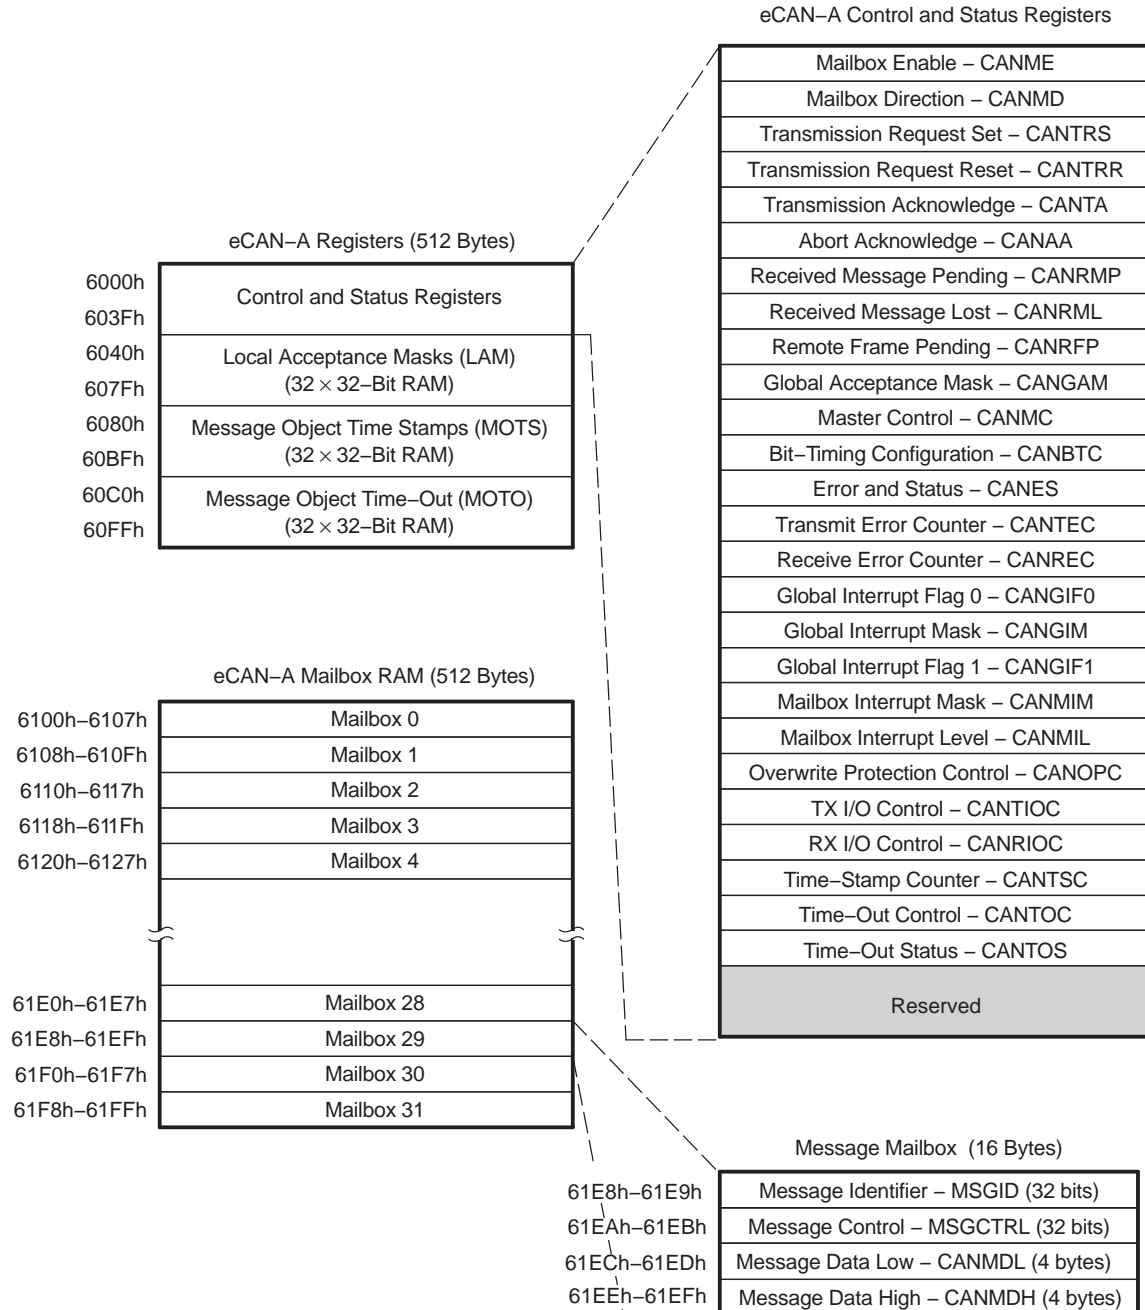 eCAN–A Control and Status Registers
Mailbox Enable – CANME
Mailbox Direction – CANMD
Transmission Request Set – CANTRS
Transmission Request Reset – CANTRR
Transmission Acknowledge – CANTA
Abort Acknowledge – CANAA
Received Message Pending – CANRMP
Received Message Lost – CANRML
Remote Frame Pending – CANRFP
Global Acceptance Mask – CANGAM
Master Control – CANMC
Bit–Timing Configuration – CANBTC
Error and Status – CANES
Transmit Error Counter – CANTEC
Receive Error Counter – CANREC
Global Interrupt Flag 0 – CANGIF0
Global Interrupt Mask – CANGIM
Global Interrupt Flag 1 – CANGIF1
Mailbox Interrupt Mask – CANMIM
Mailbox Interrupt Level – CANMIL
Overwrite Protection Control – CANOPC
TX I/O Control – CANTIOC
RX I/O Control – CANRIOC
Time–Stamp Counter – CANTSC
Time–Out Control – CANTOC
Time–Out Status – CANTOS
Reserved
eCAN–A Registers (512 Bytes)
6000h
Control and Status Registers
603Fh
6040h
Local Acceptance Masks (LAM)
(32 × 32–Bit RAM)
607Fh
6080h
Message Object Time Stamps (MOTS)
(32 × 32–Bit RAM)
60BFh
60C0h
Message Object Time–Out (MOTO)
(32 × 32–Bit RAM)
60FFh
eCAN–A Mailbox RAM (512 Bytes)
6100h–6107h Mailbox 0
6108h–610Fh Mailbox 1
6110h–6117h Mailbox 2
6118h–611Fh Mailbox 3
6120h–6127h Mailbox 4
61E0h–61E7h Mailbox 28
61E8h–61EFh Mailbox 29
61F0h–61F7h Mailbox 30
61F8h–61FFh Mailbox 31
Message Mailbox (16 Bytes)
61E8h–61E9h Message Identifier – MSGID (32 bits)
61EAh–61EBh Message Control – MSGCTRL (32 bits)
61ECh–61EDh Message Data Low – CANMDL (4 bytes)
61EEh–61EFh Message Data High – CANMDH (4 bytes)